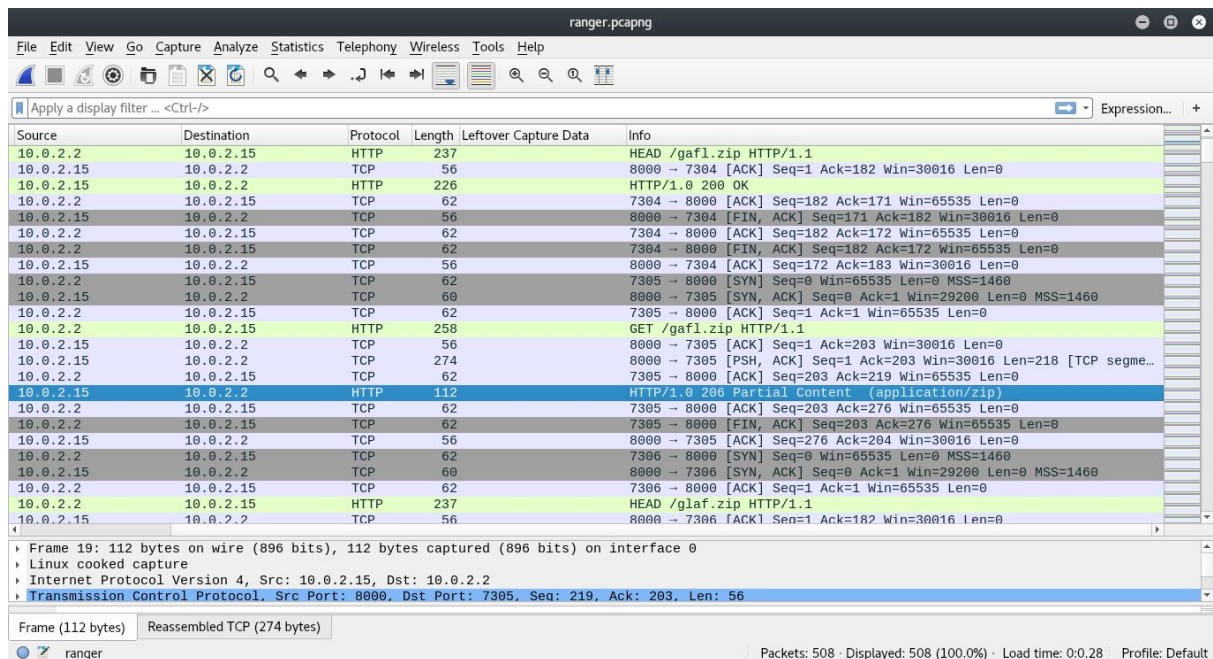 ranger.pcapng
File Edit View Go Capture Analyze Statistics Telephony Wireless Tools Help
Apply a display filter ... <Ctrl-/> Expression... +
Source Destination Protocol Length Leftover Capture Data Info
10.0.2.2 10.0.2.15 HTTP 237 HEAD /gafl.zip HTTP/1.1
10.0.2.15 10.0.2.2 TCP 56 8000 → 7304 [ACK] Seq=1 Ack=182 Win=30016 Len=0
10.0.2.15 10.0.2.2 HTTP 226 HTTP/1.0 200 OK
10.0.2.2 10.0.2.15 TCP 62 7304 → 8000 [ACK] Seq=182 Ack=171 Win=65535 Len=0
10.0.2.15 10.0.2.2 TCP 56 8000 → 7304 [FIN, ACK] Seq=171 Ack=182 Win=30016 Len=0
10.0.2.2 10.0.2.15 TCP 62 7304 → 8000 [ACK] Seq=182 Ack=172 Win=65535 Len=0
10.0.2.2 10.0.2.15 TCP 62 7304 → 8000 [FIN, ACK] Seq=182 Ack=172 Win=65535 Len=0
10.0.2.15 10.0.2.2 TCP 56 8000 → 7304 [ACK] Seq=172 Ack=183 Win=30016 Len=0
10.0.2.2 10.0.2.15 TCP 62 7305 → 8000 [SYN] Seq=0 Win=65535 Len=0 MSS=1460
10.0.2.15 10.0.2.2 TCP 60 8000 → 7305 [SYN, ACK] Seq=0 Ack=1 Win=29200 Len=0 MSS=1460
10.0.2.2 10.0.2.15 TCP 62 7305 → 8000 [ACK] Seq=1 Ack=1 Win=65535 Len=0
10.0.2.2 10.0.2.15 HTTP 258 GET /gafl.zip HTTP/1.1
10.0.2.15 10.0.2.2 TCP 56 8000 → 7305 [ACK] Seq=1 Ack=203 Win=30016 Len=0
10.0.2.15 10.0.2.2 TCP 274 8000 → 7305 [PSH, ACK] Seq=1 Ack=203 Win=30016 Len=218 [TCP segme…
10.0.2.2 10.0.2.15 TCP 62 7305 → 8000 [ACK] Seq=203 Ack=219 Win=65535 Len=0
10.0.2.15 10.0.2.2 HTTP 112 HTTP/1.0 206 Partial Content (application/zip)
10.0.2.2 10.0.2.15 TCP 62 7305 → 8000 [ACK] Seq=203 Ack=276 Win=65535 Len=0
10.0.2.2 10.0.2.15 TCP 62 7305 → 8000 [FIN, ACK] Seq=203 Ack=276 Win=65535 Len=0
10.0.2.15 10.0.2.2 TCP 56 8000 → 7305 [ACK] Seq=276 Ack=204 Win=30016 Len=0
10.0.2.2 10.0.2.15 TCP 62 7306 → 8000 [SYN] Seq=0 Win=65535 Len=0 MSS=1460
10.0.2.15 10.0.2.2 TCP 60 8000 → 7306 [SYN, ACK] Seq=0 Ack=1 Win=29200 Len=0 MSS=1460
10.0.2.2 10.0.2.15 TCP 62 7306 → 8000 [ACK] Seq=1 Ack=1 Win=65535 Len=0
10.0.2.2 10.0.2.15 HTTP 237 HEAD /glaf.zip HTTP/1.1
10.0.2.15 10.0.2.2 TCP 56 8000 → 7306 [ACK] Seq=1 Ack=182 Win=30016 Len=0
Frame 19: 112 bytes on wire (896 bits), 112 bytes captured (896 bits) on interface 0
Linux cooked capture
Internet Protocol Version 4, Src: 10.0.2.15, Dst: 10.0.2.2
Transmission Control Protocol, Src Port: 8000, Dst Port: 7305, Seq: 219, Ack: 203, Len: 56
Frame (112 bytes) Reassembled TCP (274 bytes)
ranger Packets: 508 · Displayed: 508 (100.0%) · Load time: 0:0.28 Profile: Default